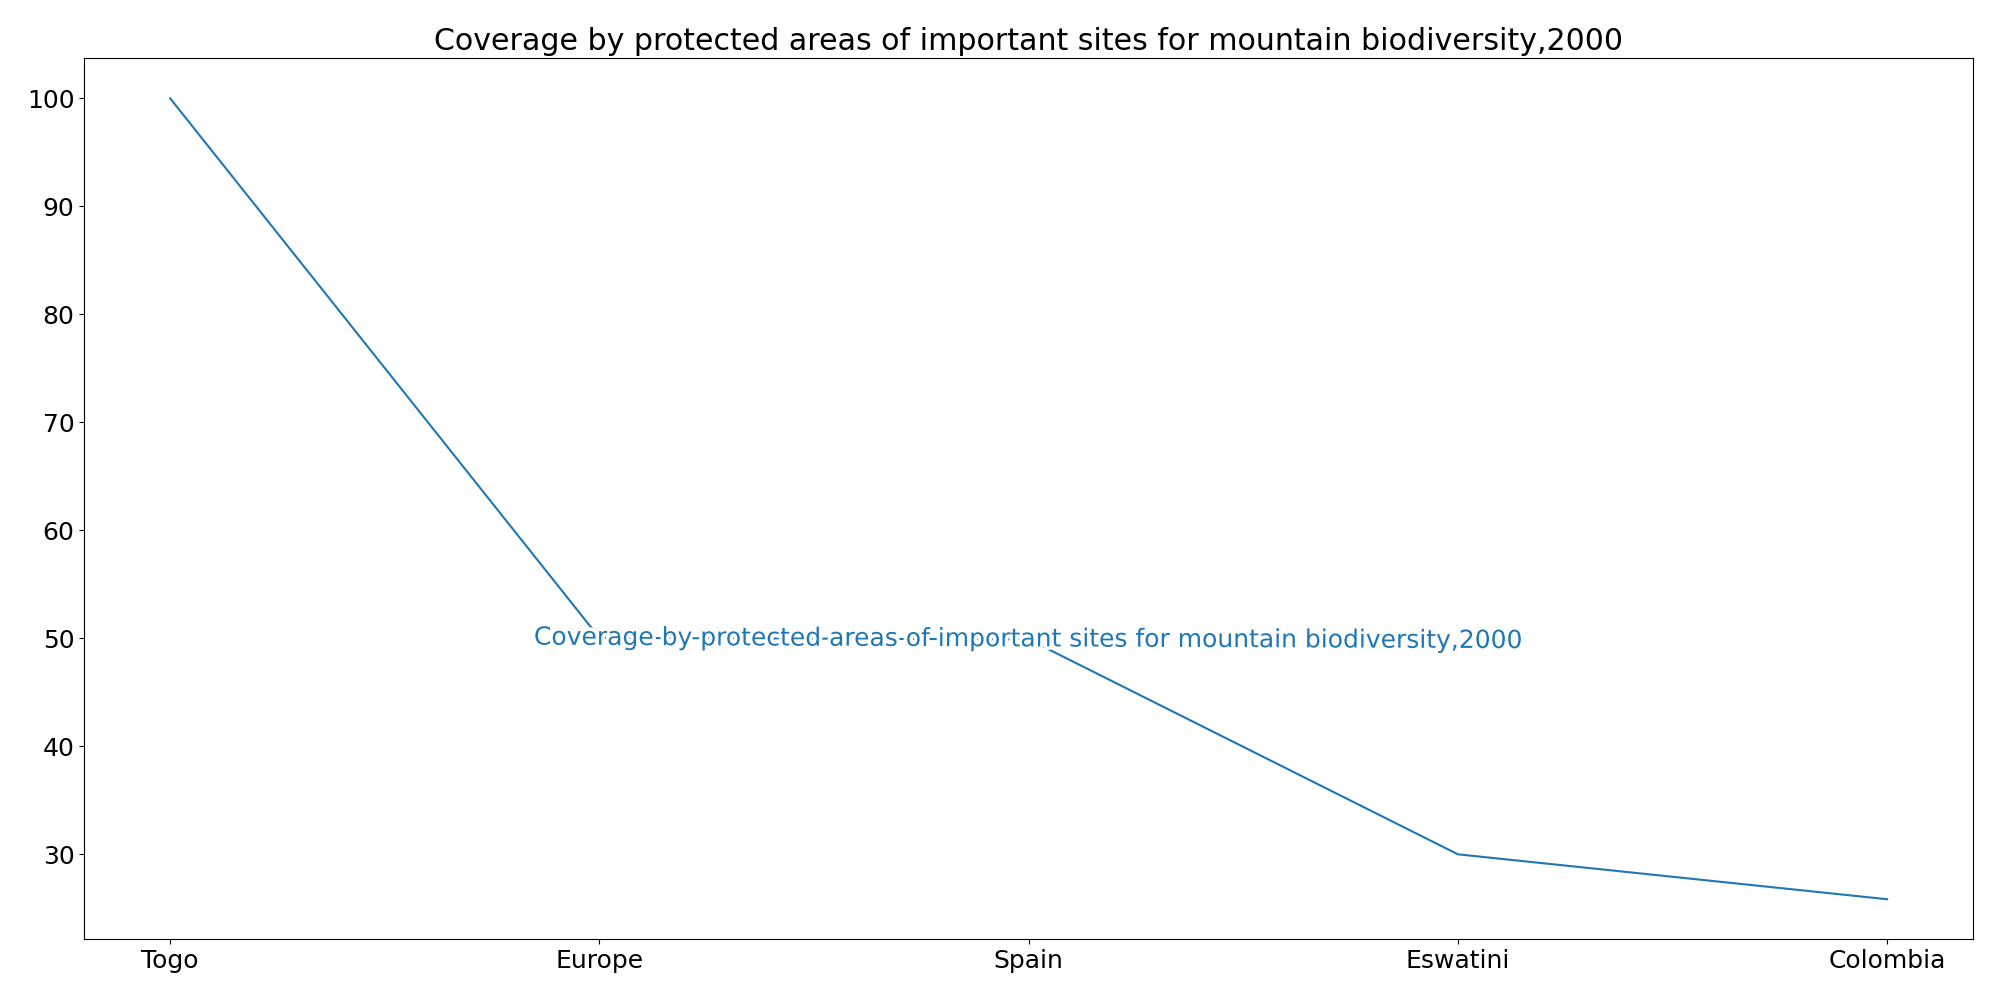 Coverage by protected areas of important sites for mountain biodiversity,2000
100
90
80
70
60
50
40
30
Coverage by protected areas of important sites for mountain biodiversity,2000
Togo Europe Spain Eswatini Colombia